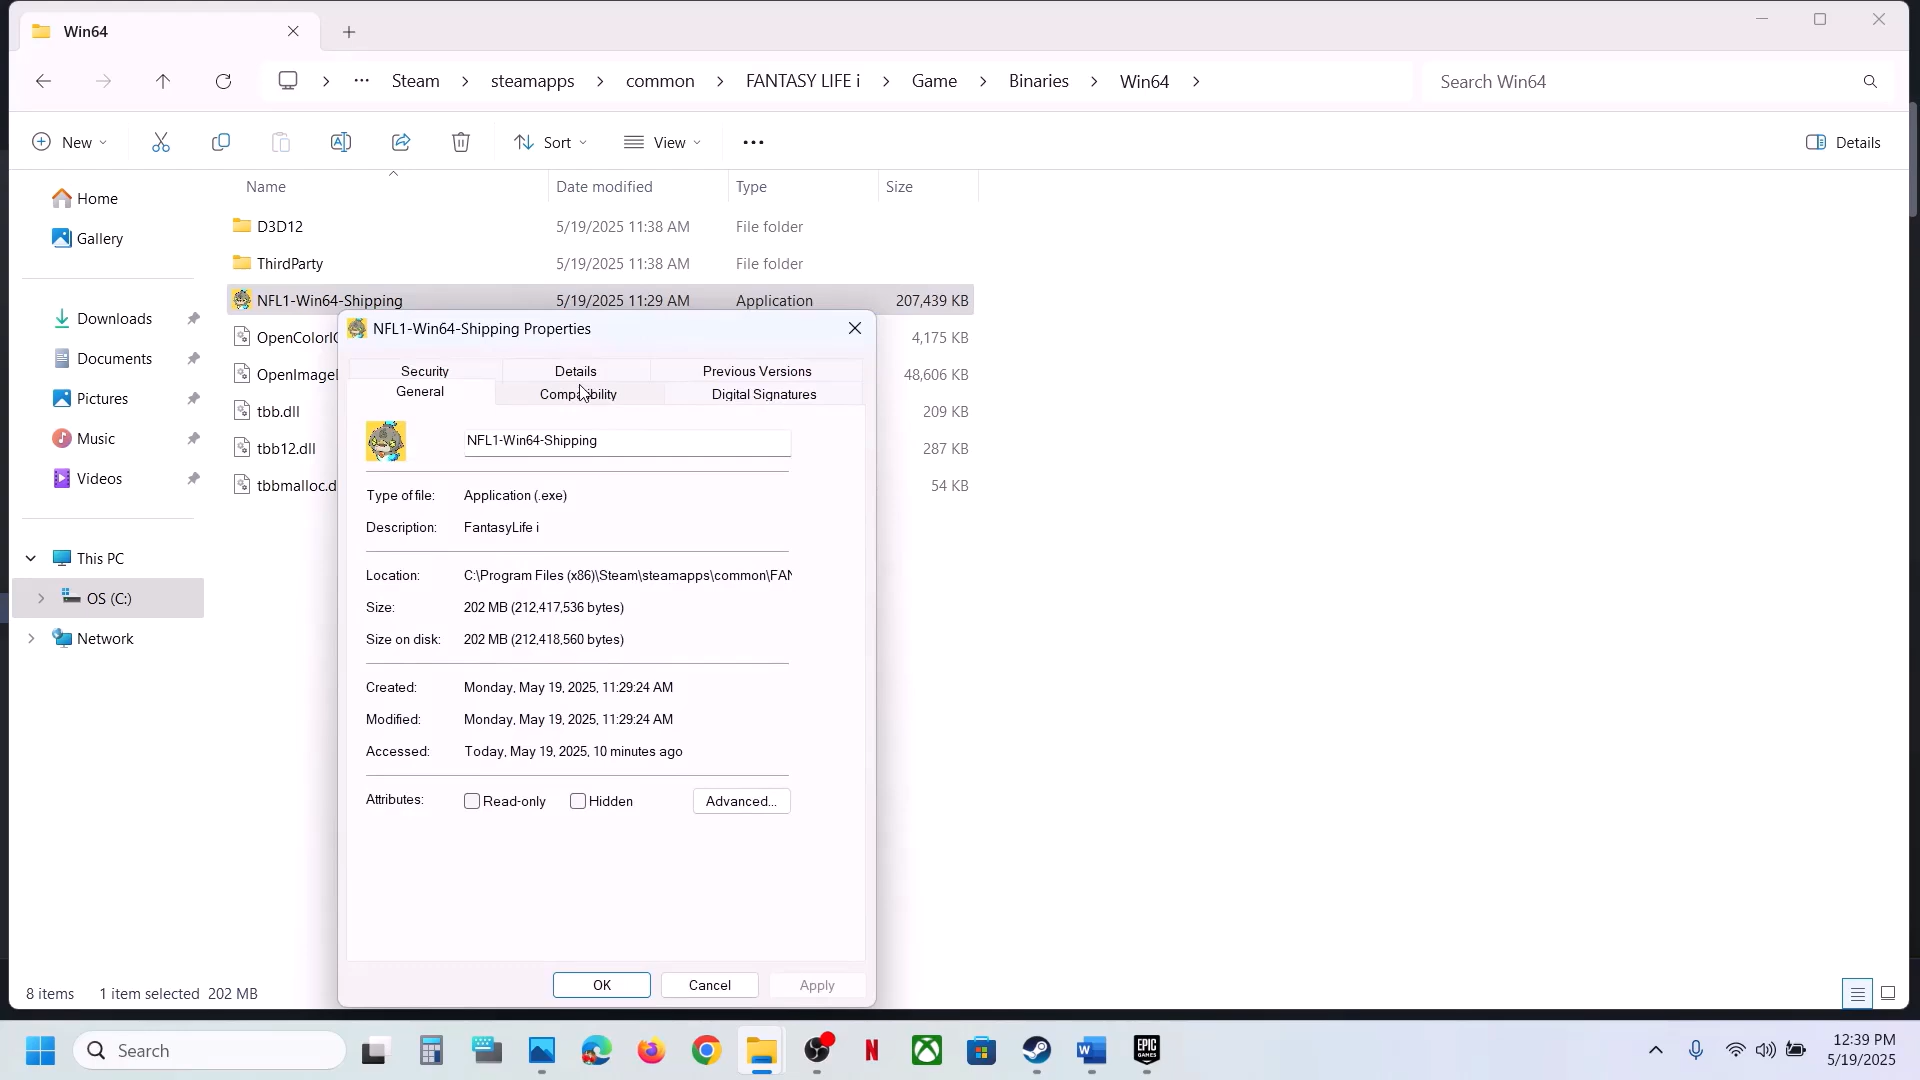 Win64
Steam
steamapps
common
FANTASY LIFE i
Game
Binaries
Win64
Search Win64
New
Sort
View
Details
Name
Date modified
Type
Size
Home
Gallery
Downloads
Documents
Pictures
Music
Videos
This PC
OS (C:)
Network
D3D12 5/19/2025 11:38 AM File folder
ThirdParty 5/19/2025 11:38 AM File folder
NFL1-Win64-Shipping 5/19/2025 11:29 AM Application 207,439 KB
4,175 KB
48,606 KB
tbb.dll 209 KB
tbb12.dll 287 KB
tbbmalloc.d 54 KB
NFL1-Win64-Shipping Properties
Security Details Previous Versions
General Compatibility Digital Signatures
NFL1-Win64-Shipping
Type of file: Application (.exe)
Description: FantasyLife i
Location: C:\Program Files (x86)\Steam\steamapps\common\FAN
Size: 202 MB (212,417,536 bytes)
Size on disk: 202 MB (212,418,560 bytes)
Created: Monday, May 19, 2025, 11:29:24 AM
Modified: Monday, May 19, 2025, 11:29:24 AM
Accessed: Today, May 19, 2025, 10 minutes ago
Attributes: Read-only Hidden Advanced...
OK Cancel Apply
8 items 1 item selected 202 MB
Search
EPIC
GAMES
12:39 PM
5/19/2025